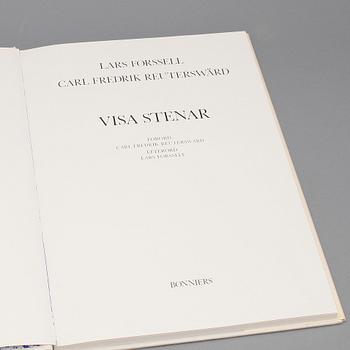 LARS FORSSELL
CARL FREDRIK REUTERSWÄRD
VISA STENAR
FÖRORD
CARL FREDRIK REUTERSWÄRD
EFTERORD
LARS FORSSELL
BONNIERS